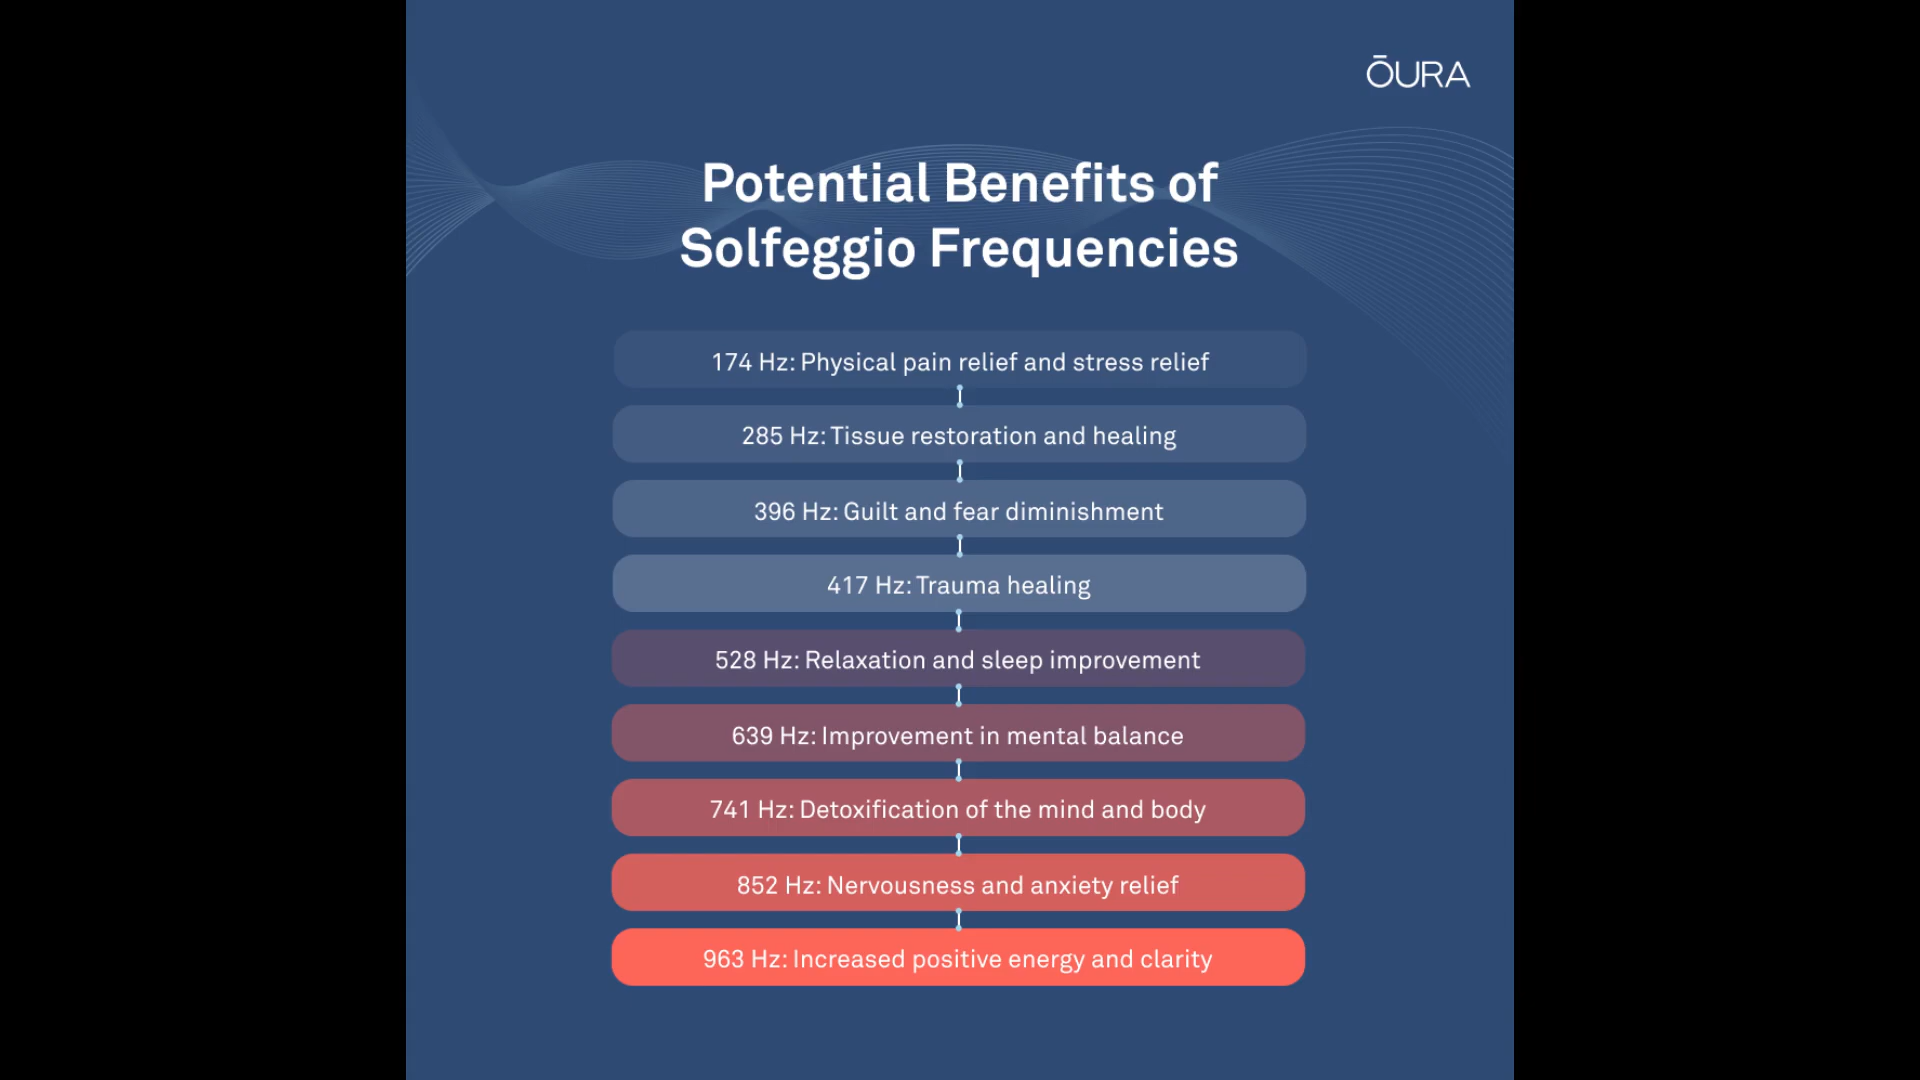 ŌURA
Potential Benefits of
Solfeggio Frequencies
174 Hz: Physical pain relief and stress relief
285 Hz: Tissue restoration and healing
396 Hz: Guilt and fear diminishment
417 Hz: Trauma healing
528 Hz: Relaxation and sleep improvement
639 Hz: Improvement in mental balance
741 Hz: Detoxification of the mind and body
852 Hz: Nervousness and anxiety relief
963 Hz: Increased positive energy and clarity